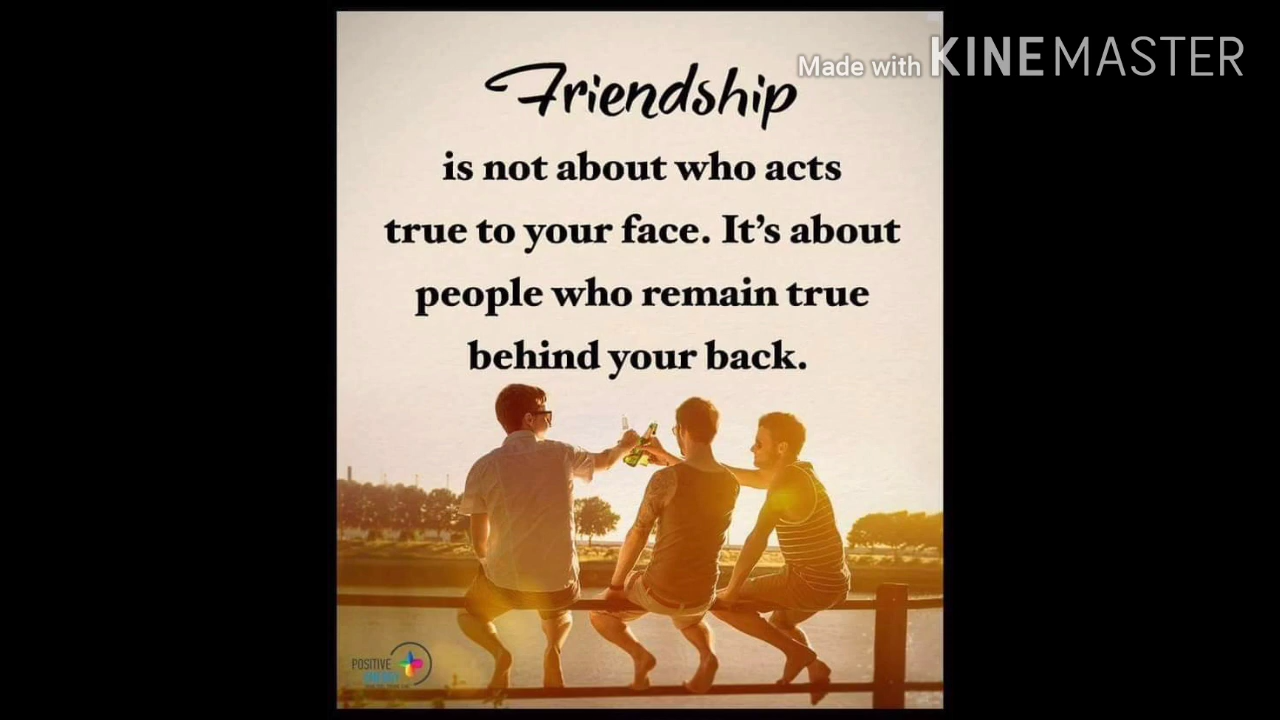 Made with KINEMASTER
Friendship
is not about who acts
true to your face. It's about
people who remain true
behind your back.
POSITIVE